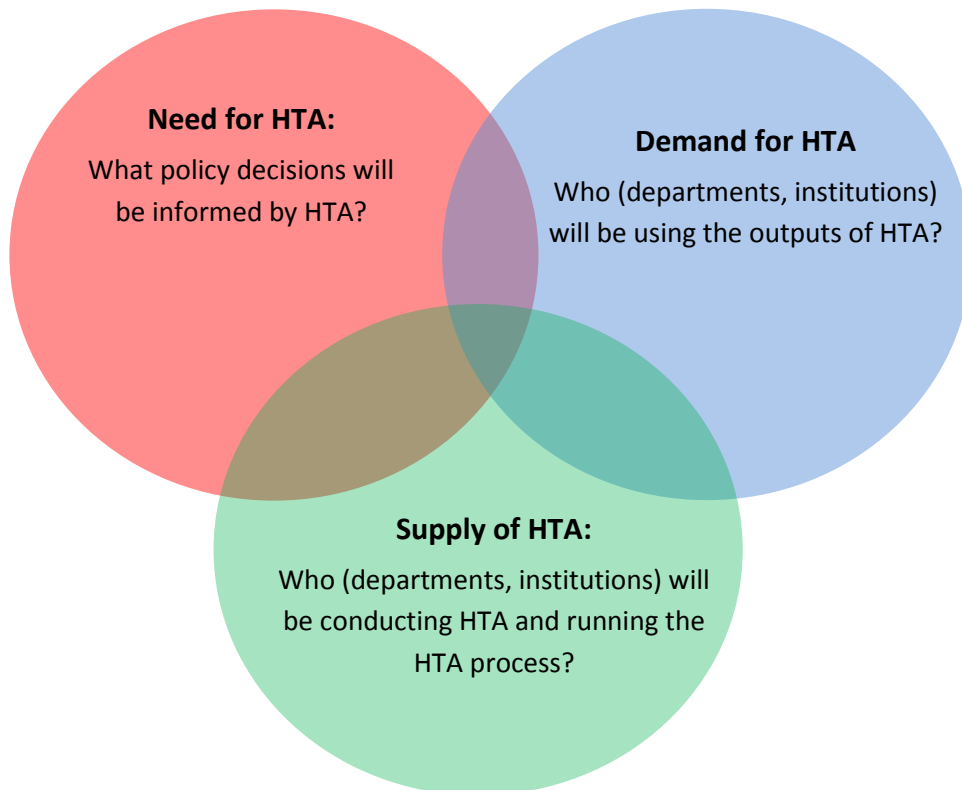 Need for HTA:
What policy decisions will
be informed by HTA?
Demand for HTA
Who (departments, institutions)
will be using the outputs of HTA?
Supply of HTA:
Who (departments, institutions) will
be conducting HTA and running the
HTA process?